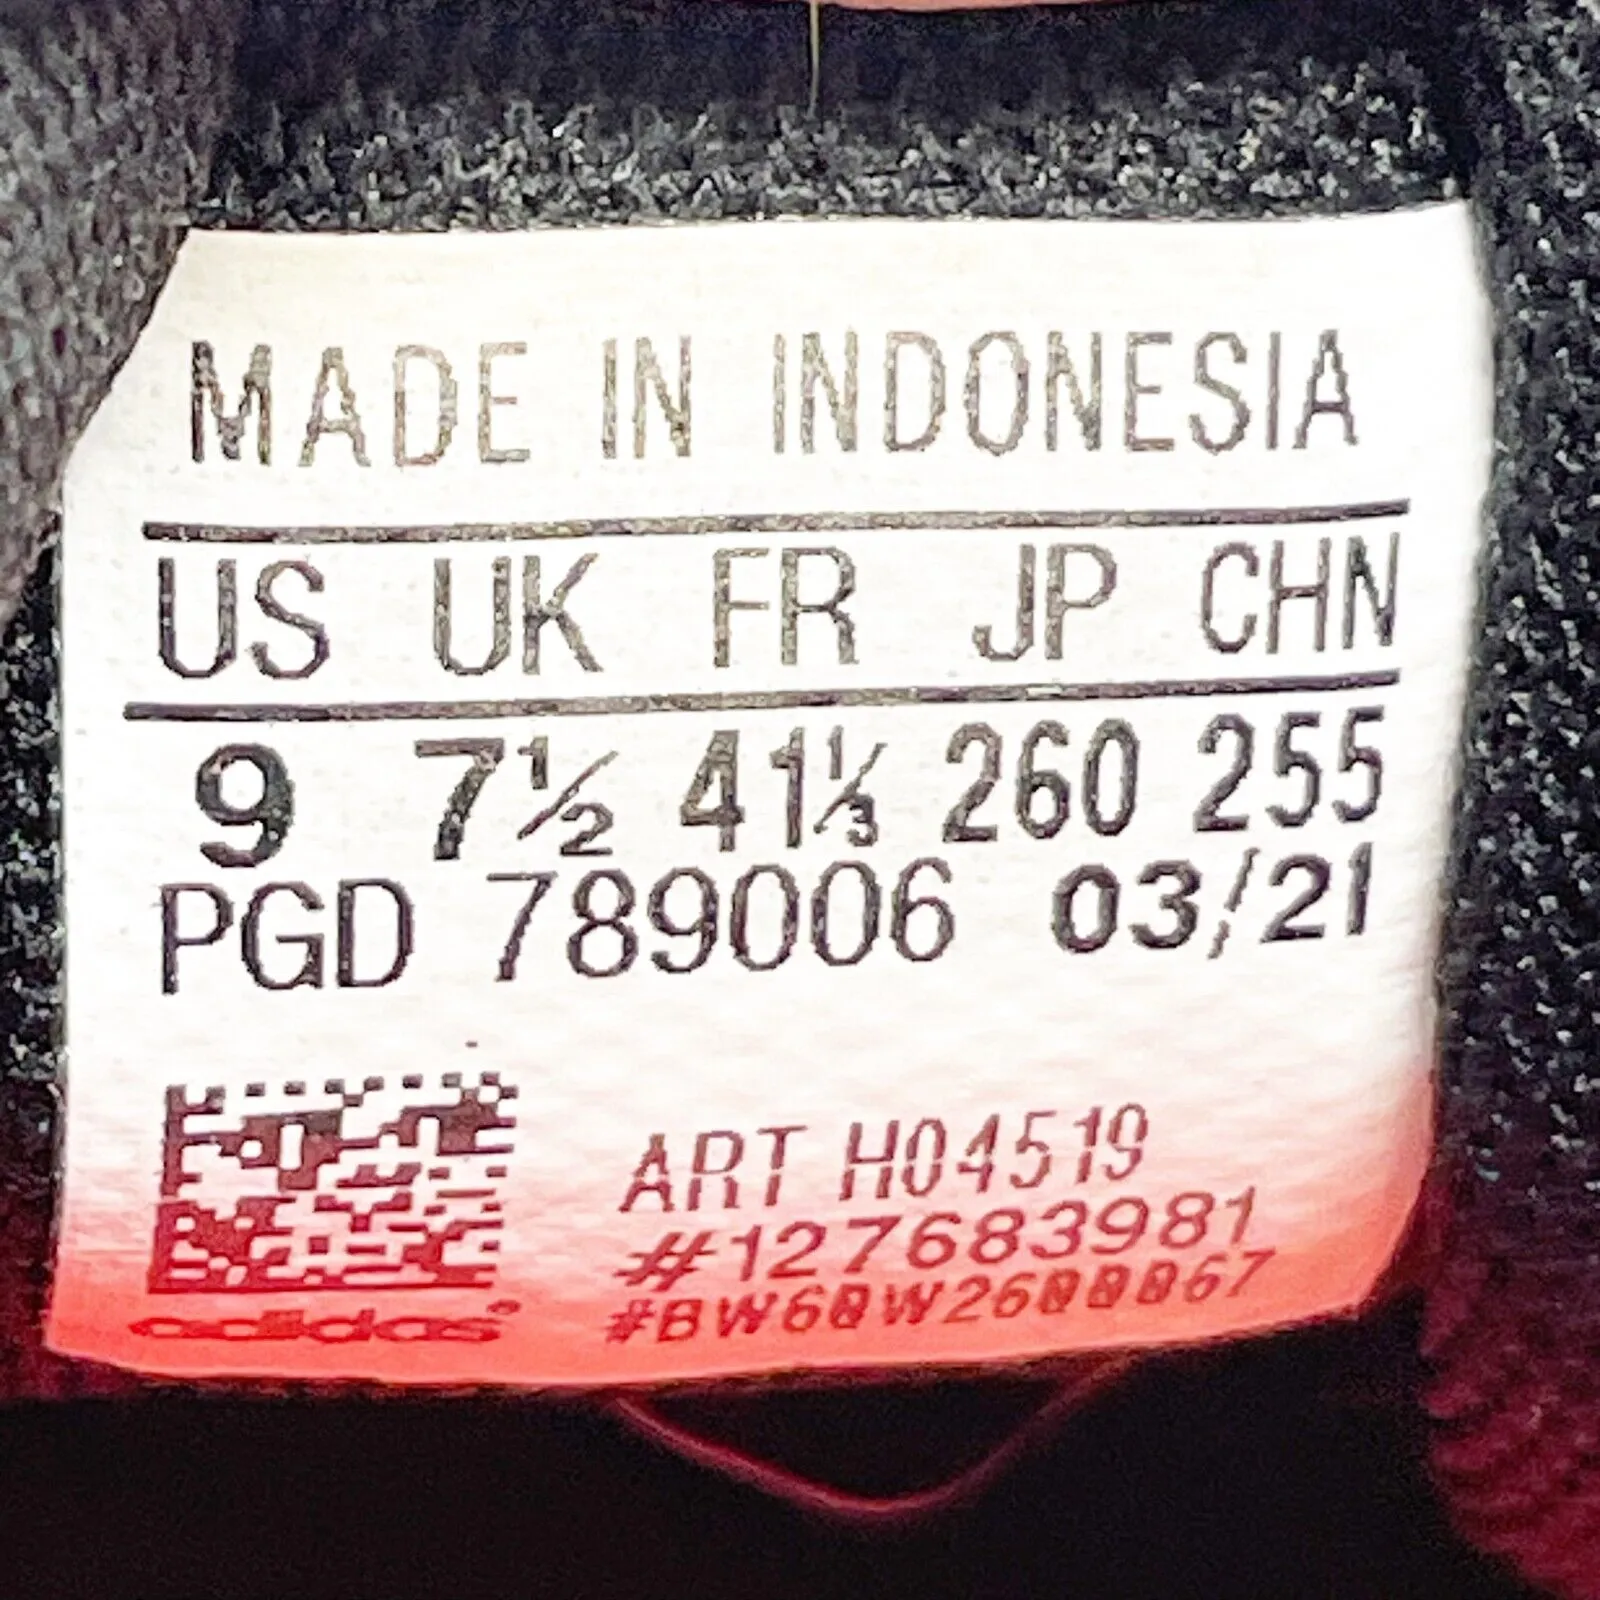 MADE IN INDONESIA
US UK FR JP CHN
9 7½ 41⅓ 260 255
PGD 789006 03/21
ART H04519
#127683981
#BW60W2600067
adidas®